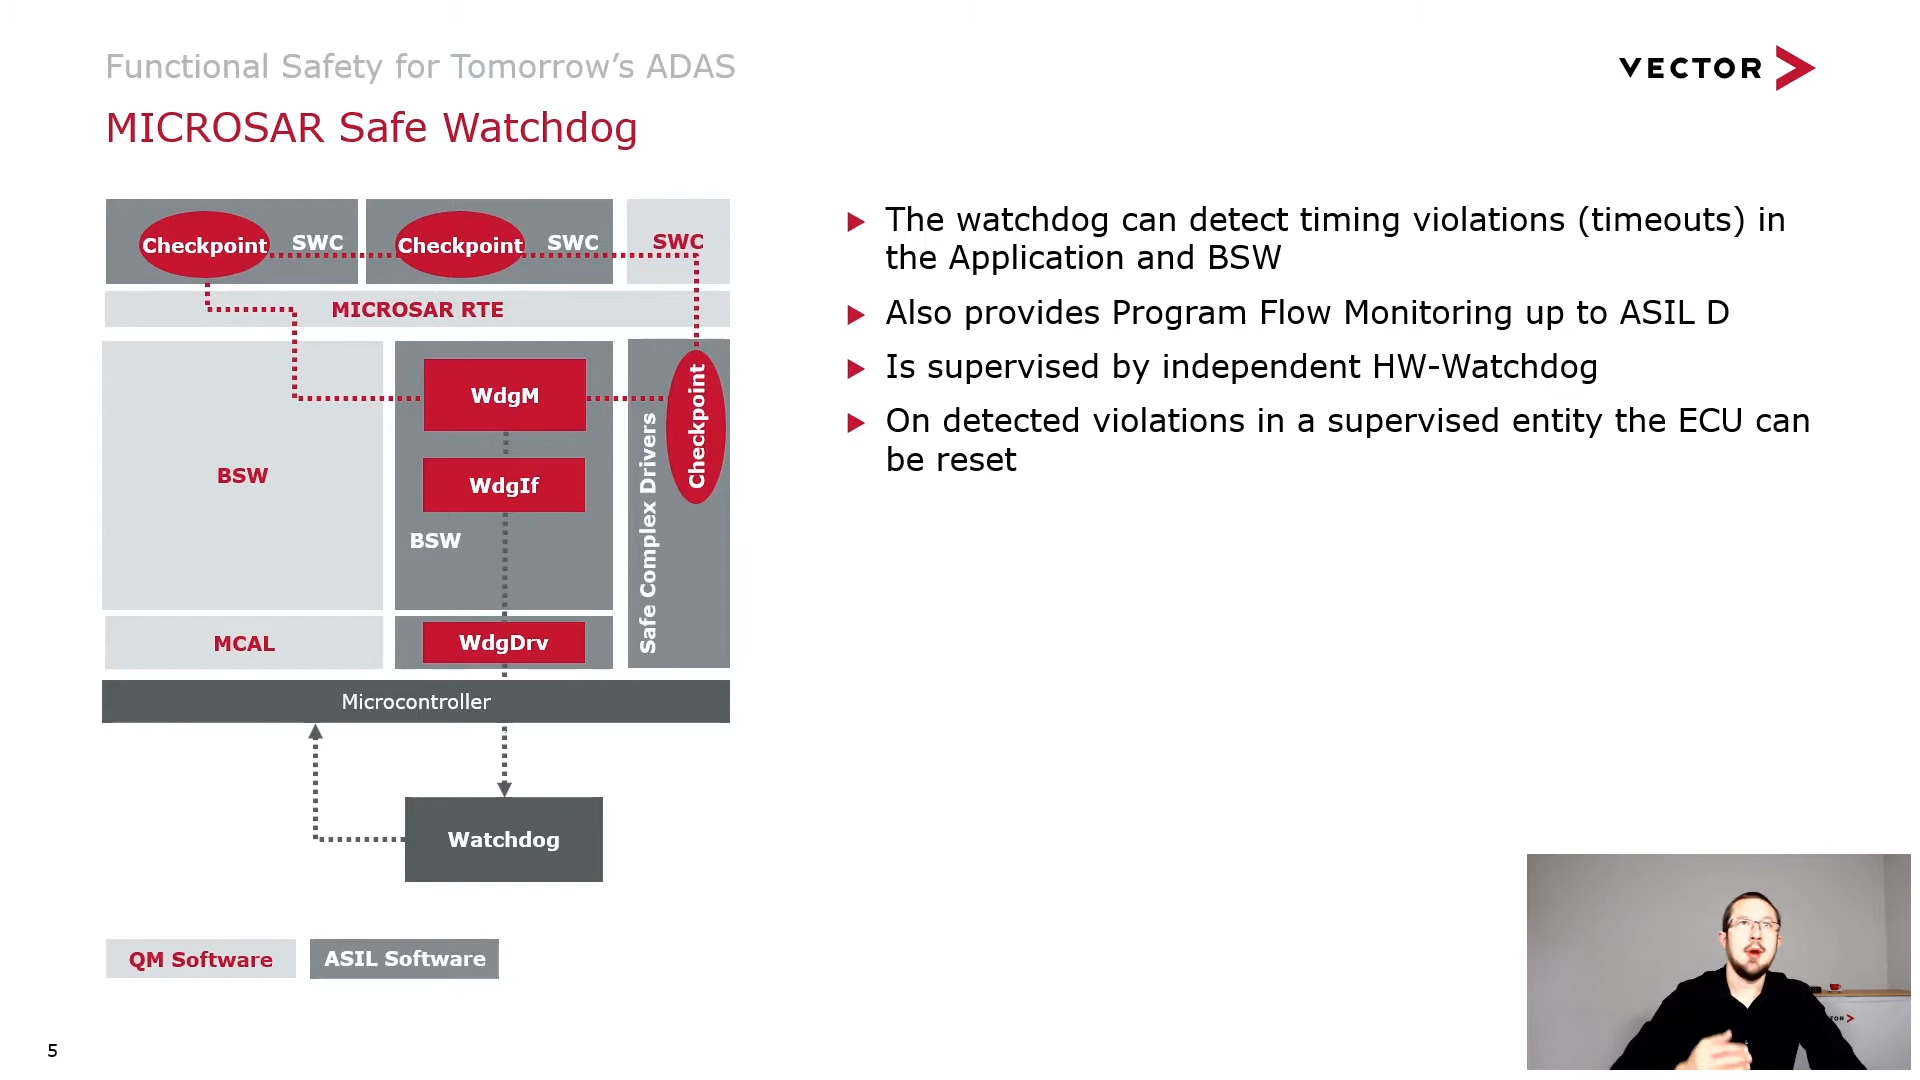 Functional Safety for Tomorrow’s ADAS
VECTOR
MICROSAR Safe Watchdog
Checkpoint
SWC
Checkpoint
SWC
SWC
MICROSAR RTE
BSW
WdgM
WdgIf
BSW
Checkpoint
Safe Complex Drivers
MCAL
WdgDrv
Microcontroller
Watchdog
QM Software
ASIL Software
The watchdog can detect timing violations (timeouts) in
the Application and BSW
Also provides Program Flow Monitoring up to ASIL D
Is supervised by independent HW-Watchdog
On detected violations in a supervised entity the ECU can
be reset
5